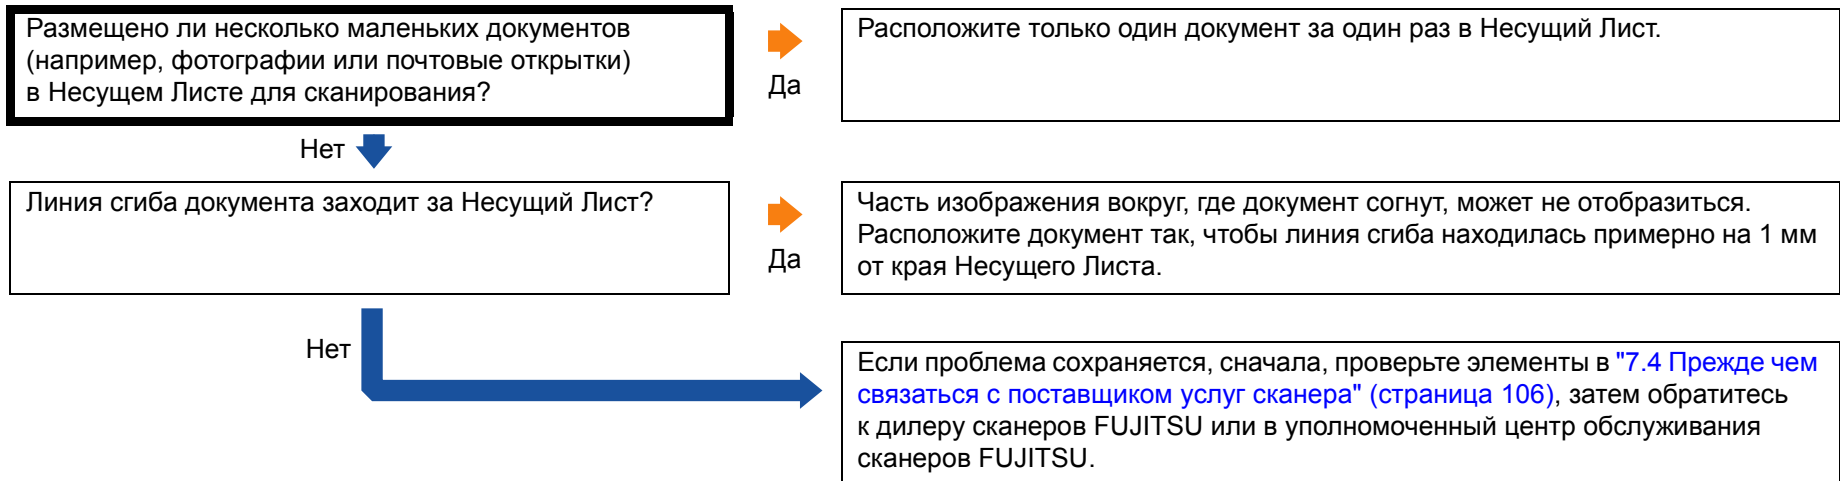 Размещено ли несколько маленьких документов
(например, фотографии или почтовые открытки)
в Несущем Листе для сканирования?
Да
Расположите только один документ за один раз в Несущий Лист.
Нет
Линия сгиба документа заходит за Несущий Лист?
Да
Часть изображения вокруг, где документ согнут, может не отобразиться.
Расположите документ так, чтобы линия сгиба находилась примерно на 1 мм
от края Несущего Листа.
Нет
Если проблема сохраняется, сначала, проверьте элементы в "7.4 Прежде чем
связаться с поставщиком услуг сканера" (страница 106), затем обратитесь
к дилеру сканеров FUJITSU или в уполномоченный центр обслуживания
сканеров FUJITSU.